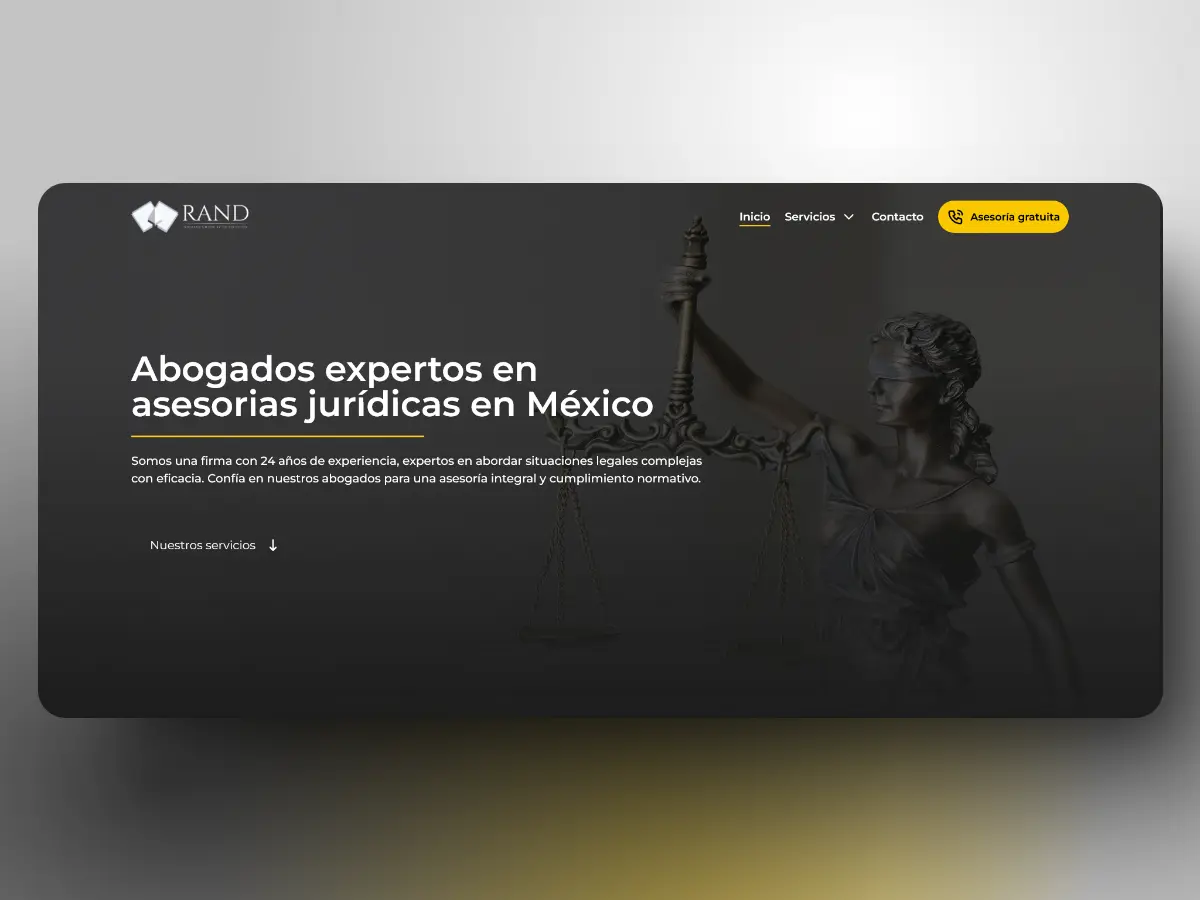 RAND
Inicio Servicios Contacto Asesoría gratuita
Abogados expertos en
asesorias jurídicas en México
Somos una firma con 24 años de experiencia, expertos en abordar situaciones legales complejas
con eficacia. Confía en nuestros abogados para una asesoría integral y cumplimiento normativo.
Nuestros servicios